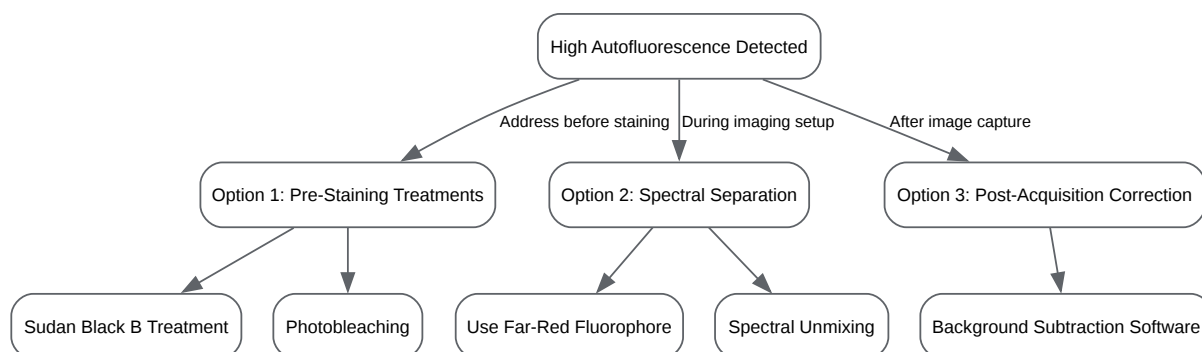 High Autofluorescence Detected
Address before staining
During imaging setup
After image capture
Option 1: Pre-Staining Treatments
Option 2: Spectral Separation
Option 3: Post-Acquisition Correction
Sudan Black B Treatment
Photobleaching
Use Far-Red Fluorophore
Spectral Unmixing
Background Subtraction Software